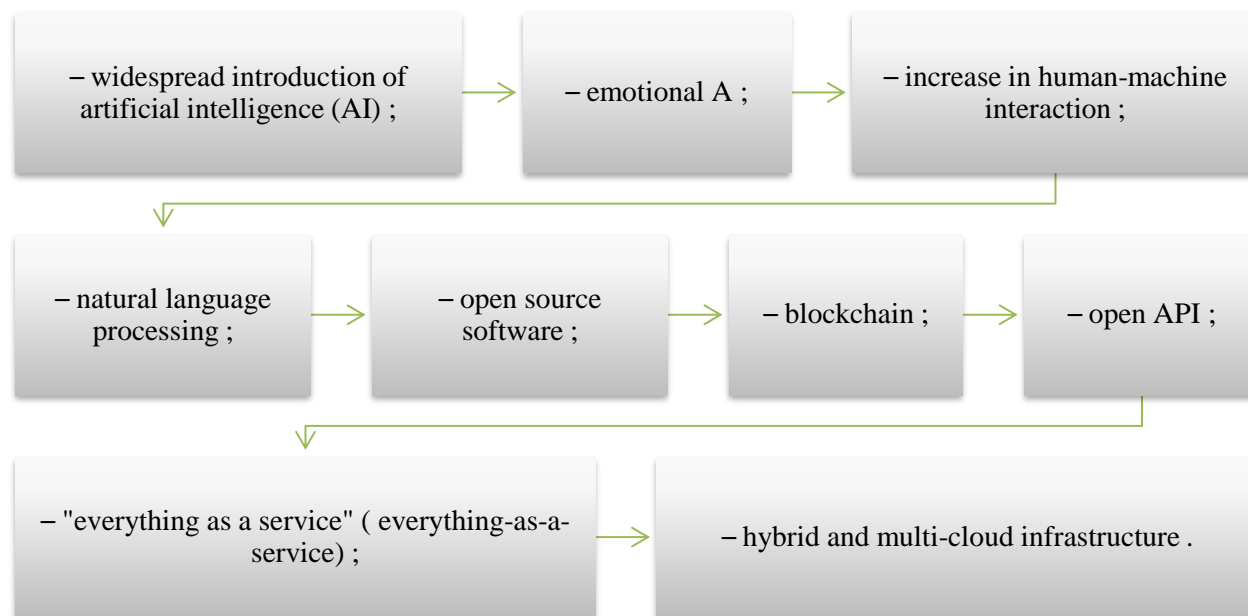 – widespread introduction of
artificial intelligence (AI) ;
– emotional A ;
– increase in human-machine
interaction ;
– natural language
processing ;
– open source
software ;
– blockchain ;
– open API ;
– "everything as a service" ( everything-as-a-
service) ;
– hybrid and multi-cloud infrastructure .